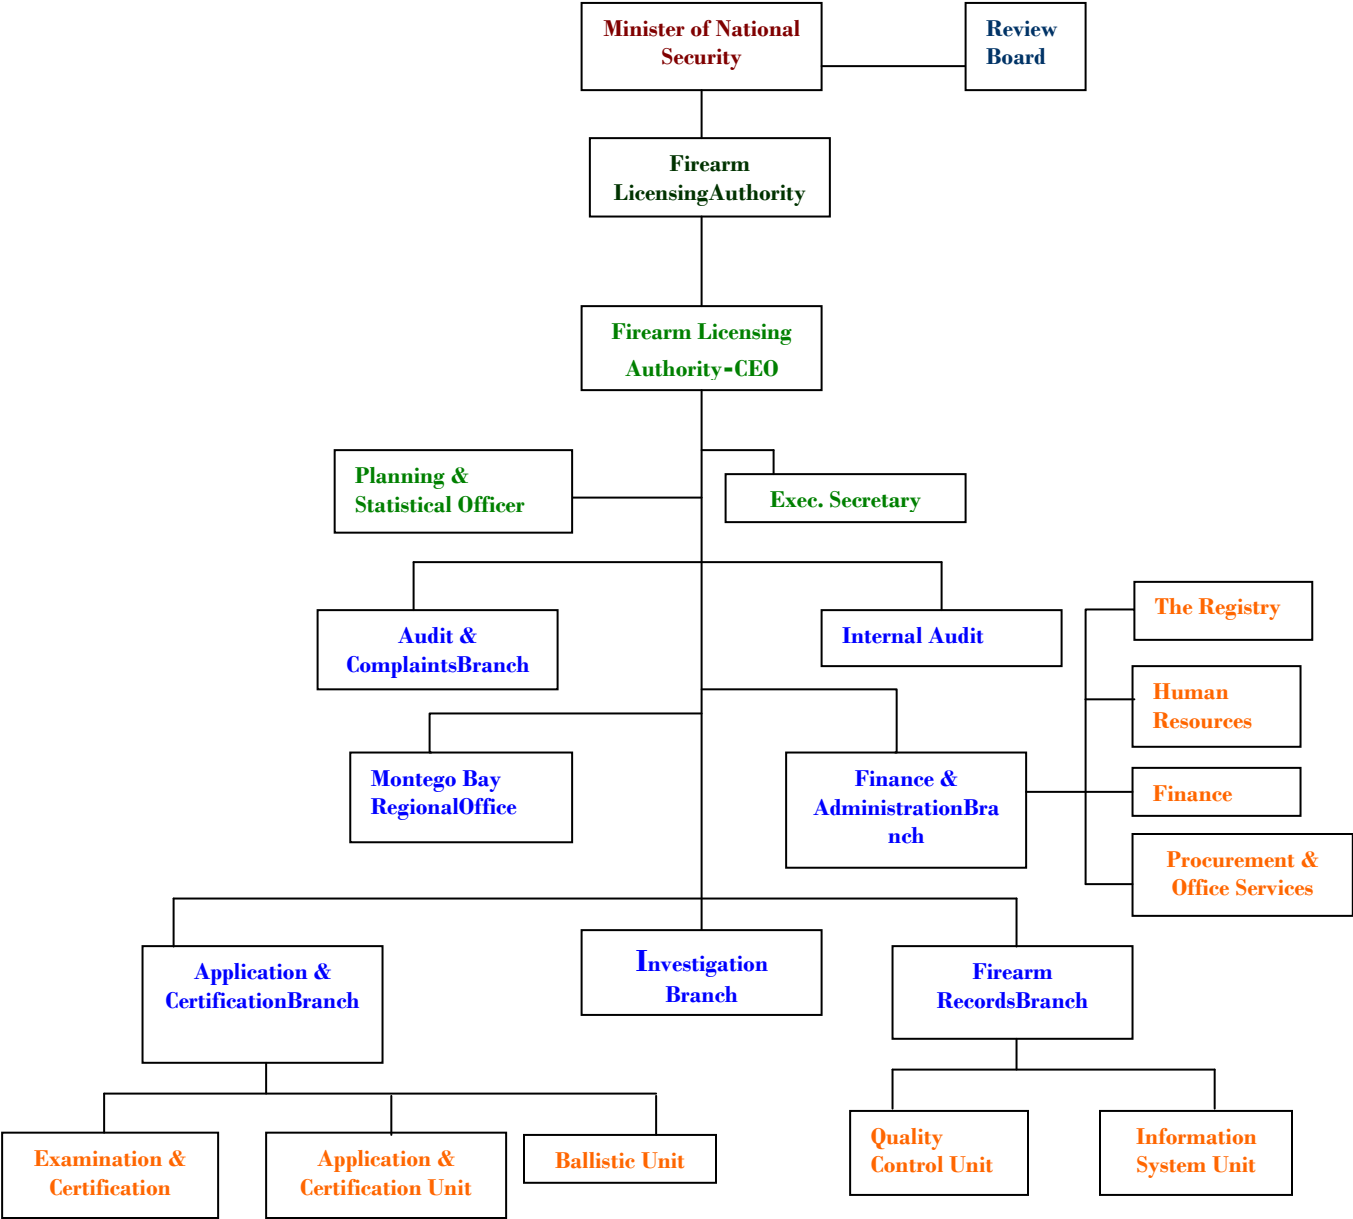 Minister of National
Security
Review
Board
Firearm
LicensingAuthority
Firearm Licensing
Authority-CEO
Planning &
Statistical Officer
Exec. Secretary
Audit &
ComplaintsBranch
Internal Audit
The Registry
Human
Resources
Montego Bay
RegionalOffice
Finance &
AdministrationBra
nch
Finance
Procurement &
Office Services
Application &
CertificationBranch
Investigation
Branch
Firearm
RecordsBranch
Examination &
Certification
Application &
Certification Unit
Ballistic Unit
Quality
Control Unit
Information
System Unit